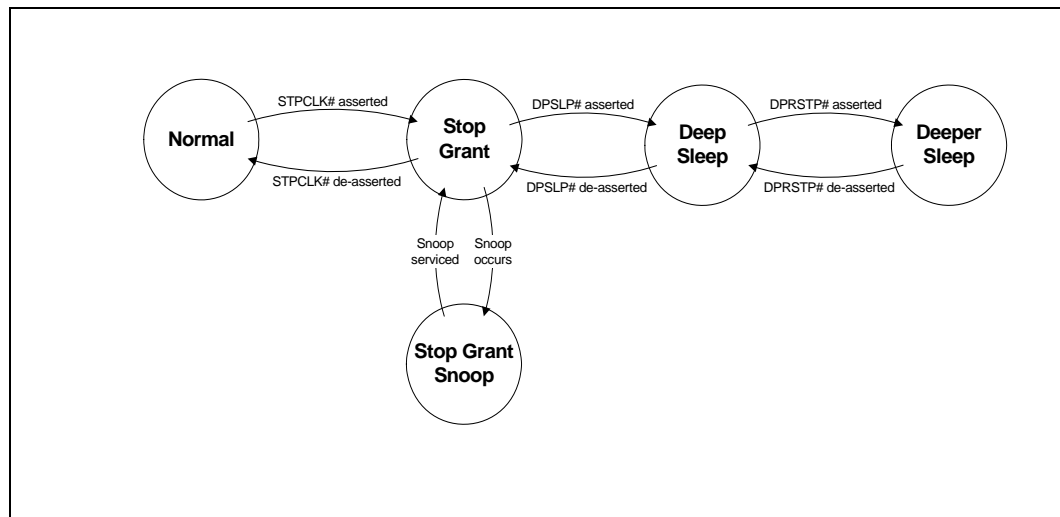 STPCLK# asserted
DPSLP# asserted
DPRSTP# asserted
Normal
Stop
Grant
Deep
Sleep
Deeper
Sleep
STPCLK# de-asserted
DPSLP# de-asserted
DPRSTP# de-asserted
Snoop
serviced
Snoop
occurs
Stop Grant
Snoop